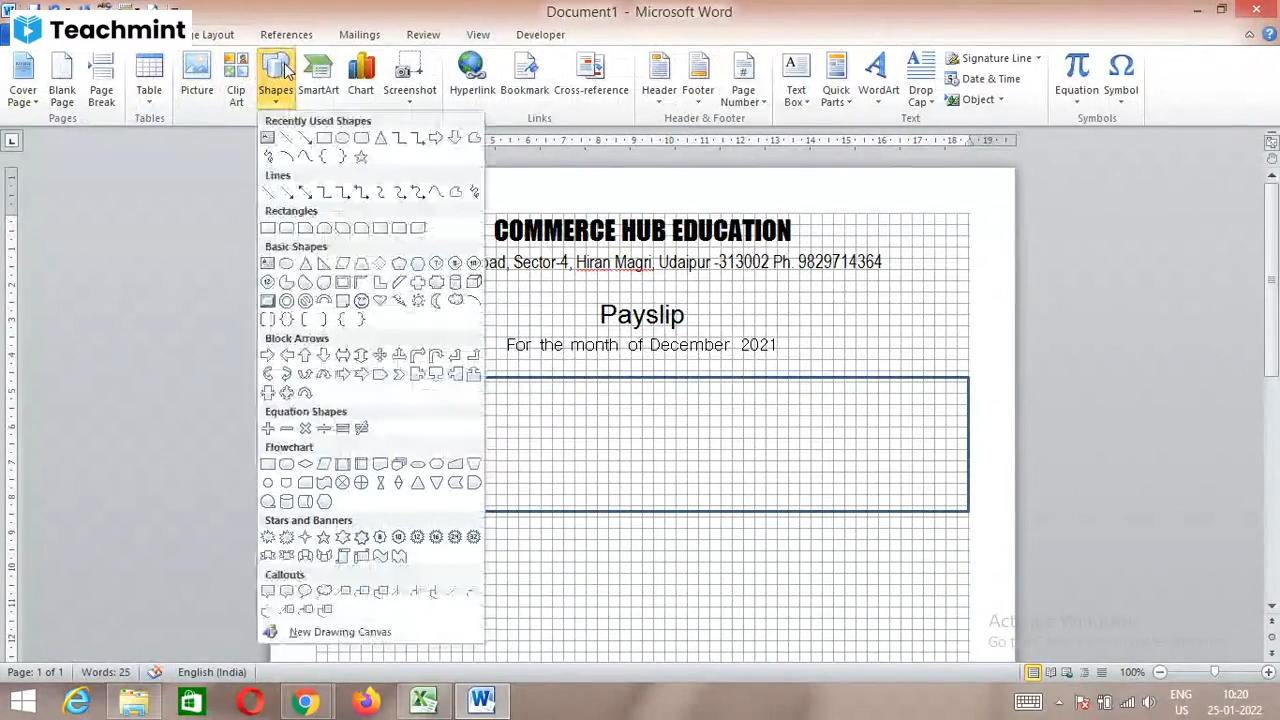 Document1 - Microsoft Word
Teachmint
Page Layout References Mailings Review View Developer
Cover Page
Blank Page
Page Break
Table
Picture
Clip Art
Shapes
SmartArt
Chart
Screenshot
Hyperlink
Bookmark
Cross-reference
Header
Footer
Page Number
Text Box
Quick Parts
WordArt
Drop Cap
Signature Line
Date & Time
Object
Equation
Symbol
Pages Tables Links Header & Footer Text Symbols
Recently Used Shapes
Lines
Rectangles
Basic Shapes
Block Arrows
Equation Shapes
Flowchart
Stars and Banners
Callouts
New Drawing Canvas
COMMERCE HUB EDUCATION
Sector-4, Hiran Magri, Udaipur -313002 Ph. 9829714364
Payslip
For the month of December 2021
Page: 1 of 1 Words: 25 English (India) 100%
ENG 10:20
US 25-01-2022